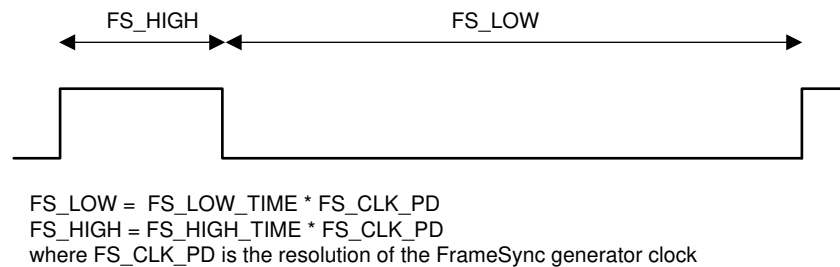 FS_HIGH
FS_LOW
FS_LOW = FS_LOW_TIME * FS_CLK_PD
FS_HIGH = FS_HIGH_TIME * FS_CLK_PD
where FS_CLK_PD is the resolution of the FrameSync generator clock